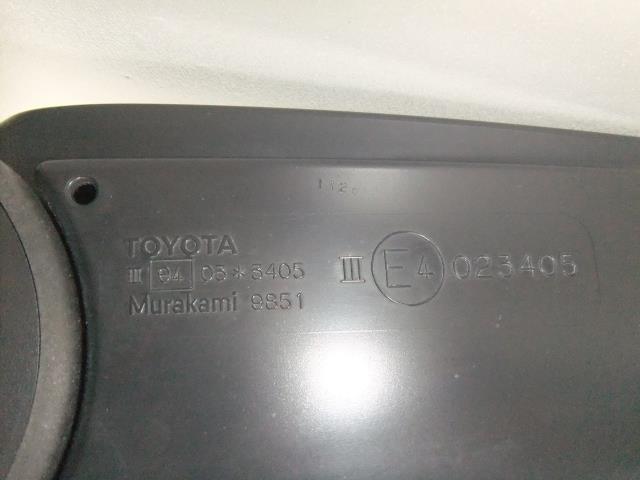 TOYOTA
III e4 03*3405
III E4 023405
Murakami 9851